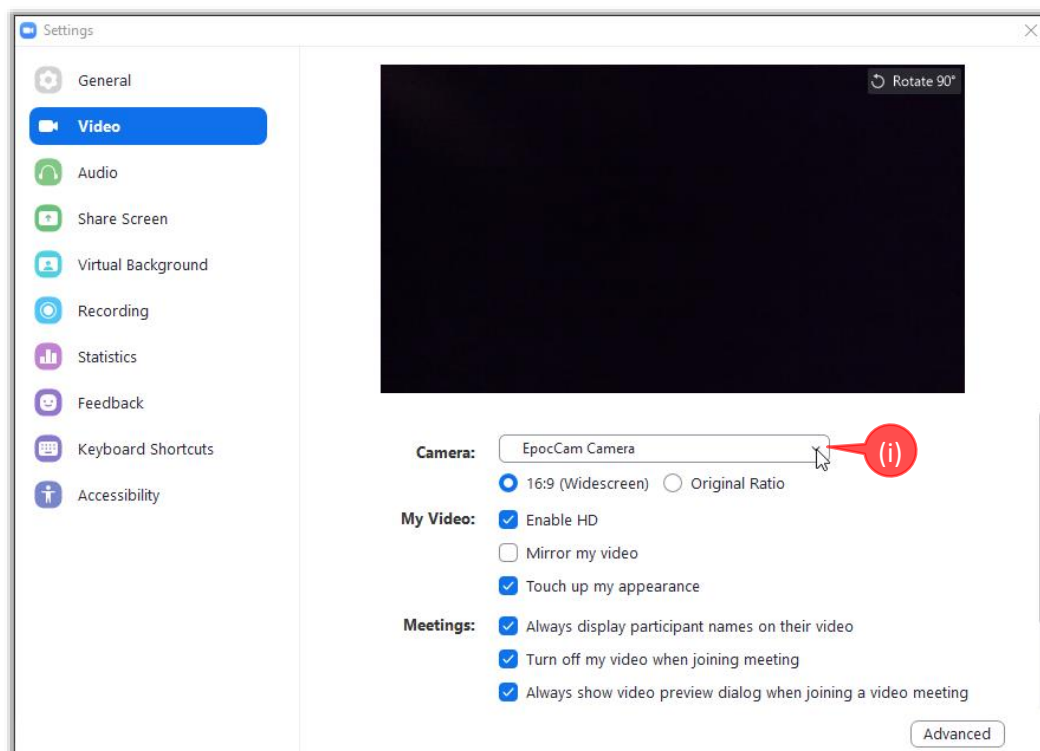 Settings
General
Video
Audio
Share Screen
Virtual Background
Recording
Statistics
Feedback
Keyboard Shortcuts
Accessibility
Rotate 90°
Camera: EpocCam Camera (i)
16:9 (Widescreen) Original Ratio
My Video: Enable HD
Mirror my video
Touch up my appearance
Meetings: Always display participant names on their video
Turn off my video when joining meeting
Always show video preview dialog when joining a video meeting
Advanced